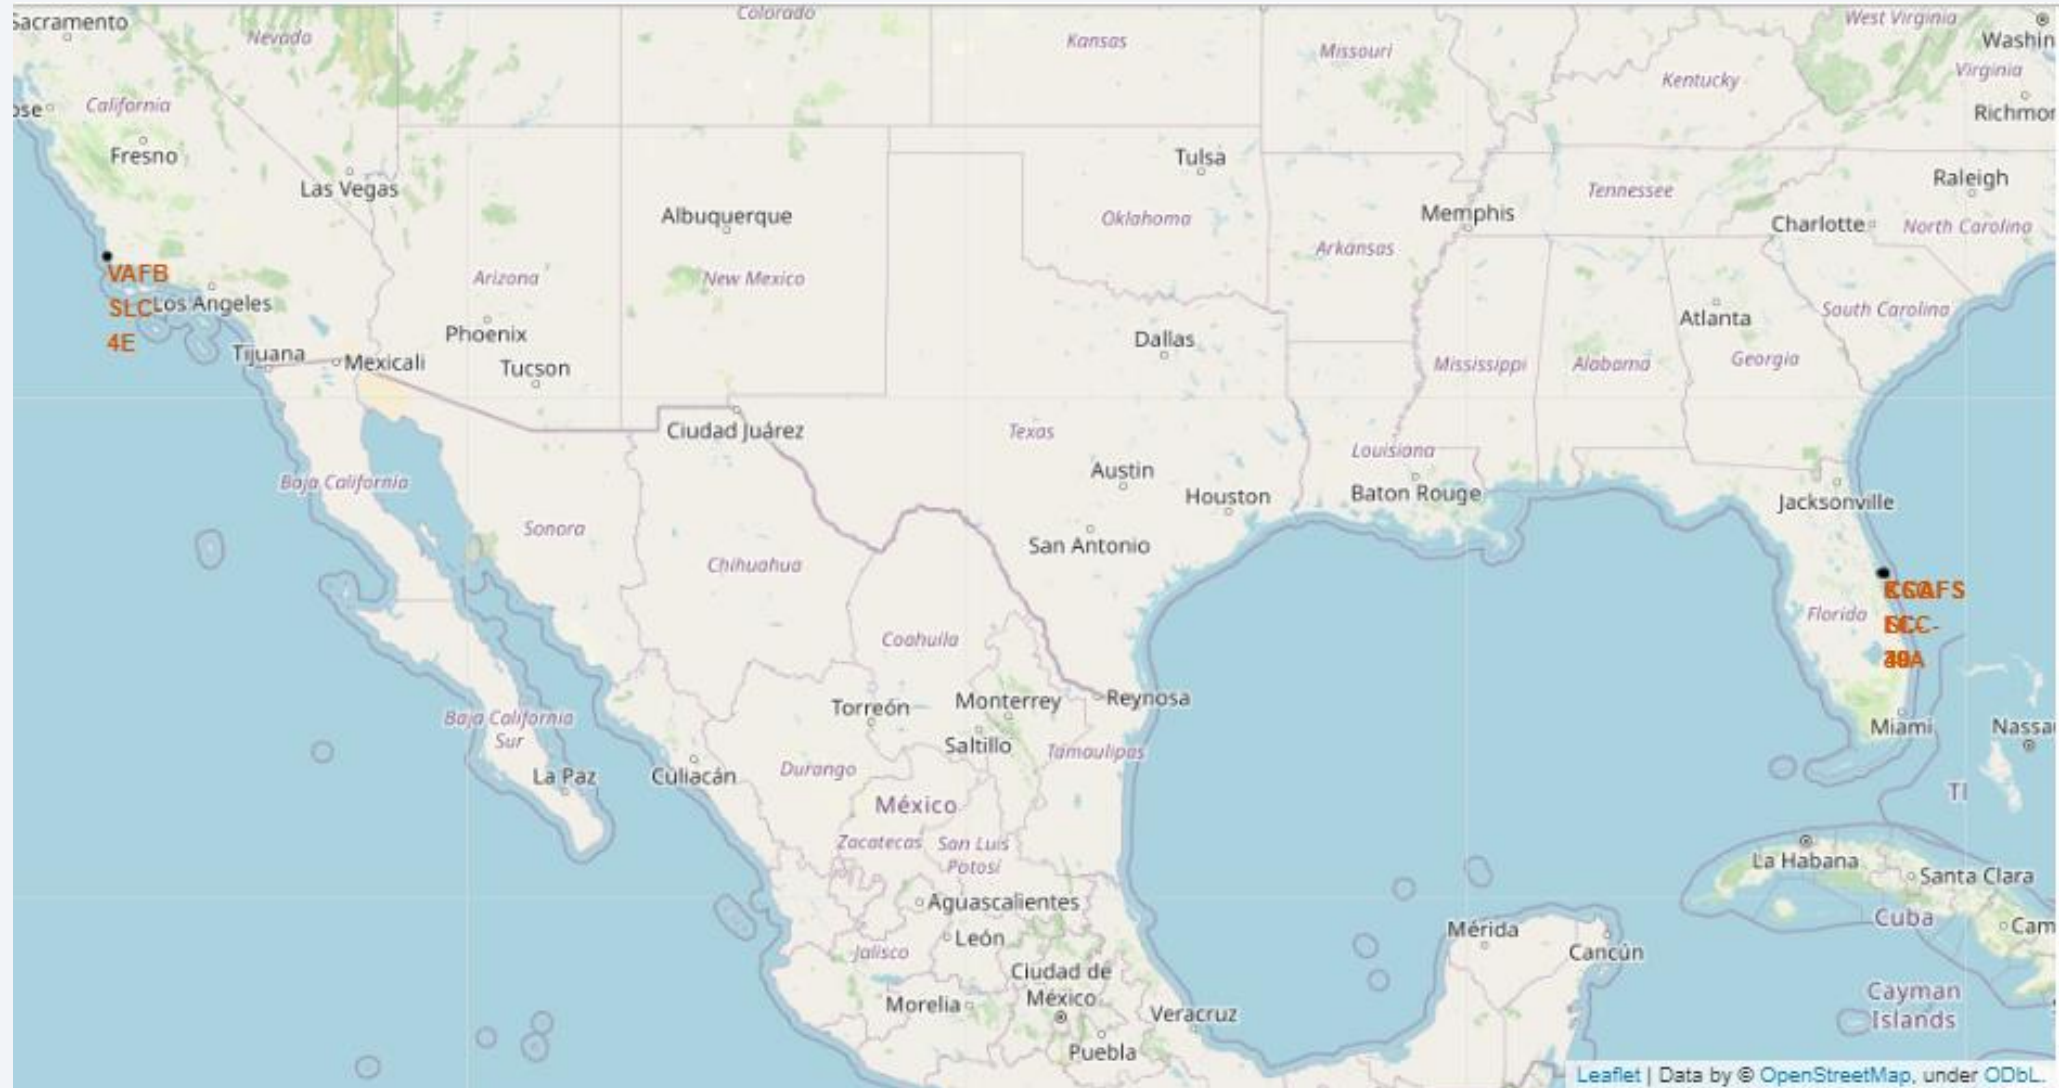 Sacramento
Nevada
Colorado
Kansas
Missouri
West Virginia
Washin
Virginia
Kentucky
ose
California
Richmor
Fresno
Las Vegas
Tulsa
Tennessee
Raleigh
Albuquerque
Oklahoma
Memphis
Charlotte
North Carolina
Arkansas
VAFB
SLC-
4E
Los Angeles
Arizona
New Mexico
South Carolina
Atlanta
Phoenix
Dallas
Tijuana
Mexicali
Tucson
Mississippi
Alabama
Georgia
Ciudad Juárez
Texas
Louisiana
Austin
Baja California
Houston
Baton Rouge
Jacksonville
Sonora
San Antonio
Chihuahua
Florida
Coahuila
Torreón
Monterrey
Reynosa
Baja California
Sur
Saltillo
Tamaulipas
Miami
Nassa
La Paz
Culiacán
Durango
México
TI
Zacatecas
San Luis
Potosí
La Habana
Santa Clara
Aguascalientes
Cuba
Cam
León
Mérida
Cancún
Jalisco
Ciudad de
México
Morelia
Veracruz
Cayman
Islands
Puebla
Leaflet | Data by © OpenStreetMap, under ODbL.